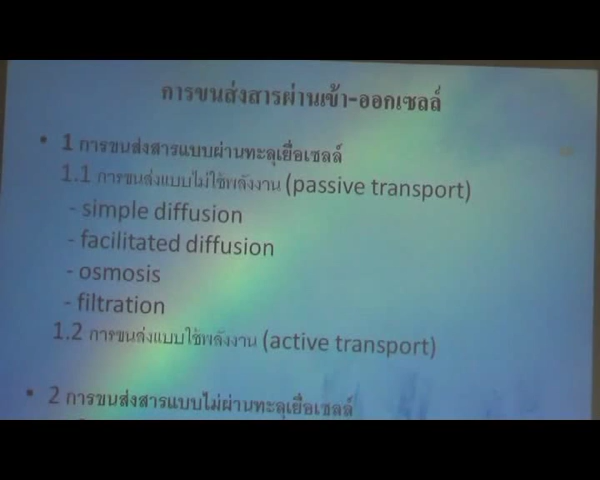 การขนส่งสารผ่านเข้า-ออกเซลล์
• 1 การขนส่งสารแบบผ่านทะลุเยื่อเซลล์
1.1 การขนส่งแบบไม่ใช้พลังงาน (passive transport)
- simple diffusion
- facilitated diffusion
- osmosis
- filtration
1.2 การขนส่งแบบใช้พลังงาน (active transport)
• 2 การขนส่งสารแบบไม่ผ่านทะลุเยื่อเซลล์